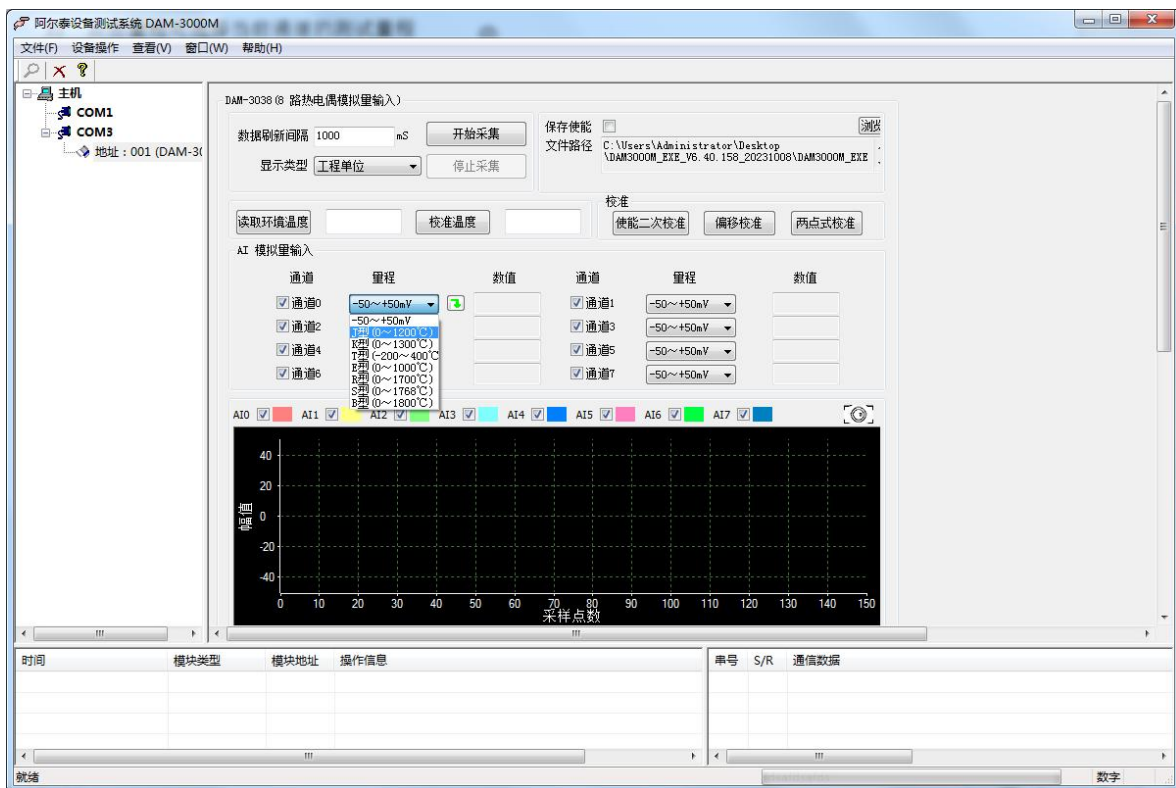 阿尔泰设备测试系统 DAM-3000M
文件(F) 设备操作 查看(V) 窗口(W) 帮助(H)
主机
COM1
COM3
地址：001 (DAM-3(
DAM-3038(8 路热电偶模拟量输入)
数据刷新间隔 1000 mS 开始采集
显示类型 工程单位 停止采集
保存使能 浏览
文件路径 C:\Users\Administrator\Desktop
\DAM3000M_EXE_V6.40.158_20231008\DAM3000M_EXE
读取环境温度 校准温度
校准
使能二次校准 偏移校准 两点式校准
AI 模拟量输入
通道 量程 数值 通道 量程 数值
通道0 -50～+50mV 通道1 -50～+50mV
通道2 通道3 -50～+50mV
通道4 通道5 -50～+50mV
通道6 通道7 -50～+50mV
-50～+50mV
J型(0～1200℃)
K型(0～1300℃)
T型(-200～400℃
E型(0～1000℃)
R型(0～1700℃)
S型(0～1768℃)
B型(0～1800℃)
AI0 AI1 AI2 AI3 AI4 AI5 AI6 AI7
幅值
40
20
0
-20
-40
0 10 20 30 40 50 60 70 80 90 100 110 120 130 140 150
采样点数
时间 模块类型 模块地址 操作信息
串号 S/R 通信数据
就绪 数字